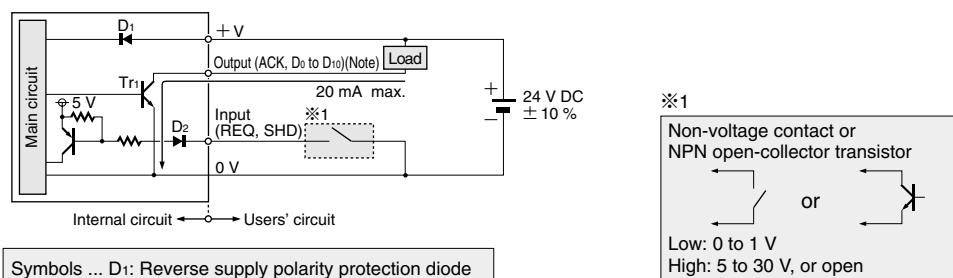 D1
+ V
Output (ACK, D0 to D10)(Note)
Load
Main circuit
Tr1
20 mA max.
5 V
D2
Input
(REQ, SHD)
※1
+
24 V DC
± 10 %
−
0 V
Internal circuit
Users' circuit
Symbols ... D1: Reverse supply polarity protection diode
※1
Non-voltage contact or
NPN open-collector transistor
or
Low: 0 to 1 V
High: 5 to 30 V, or open